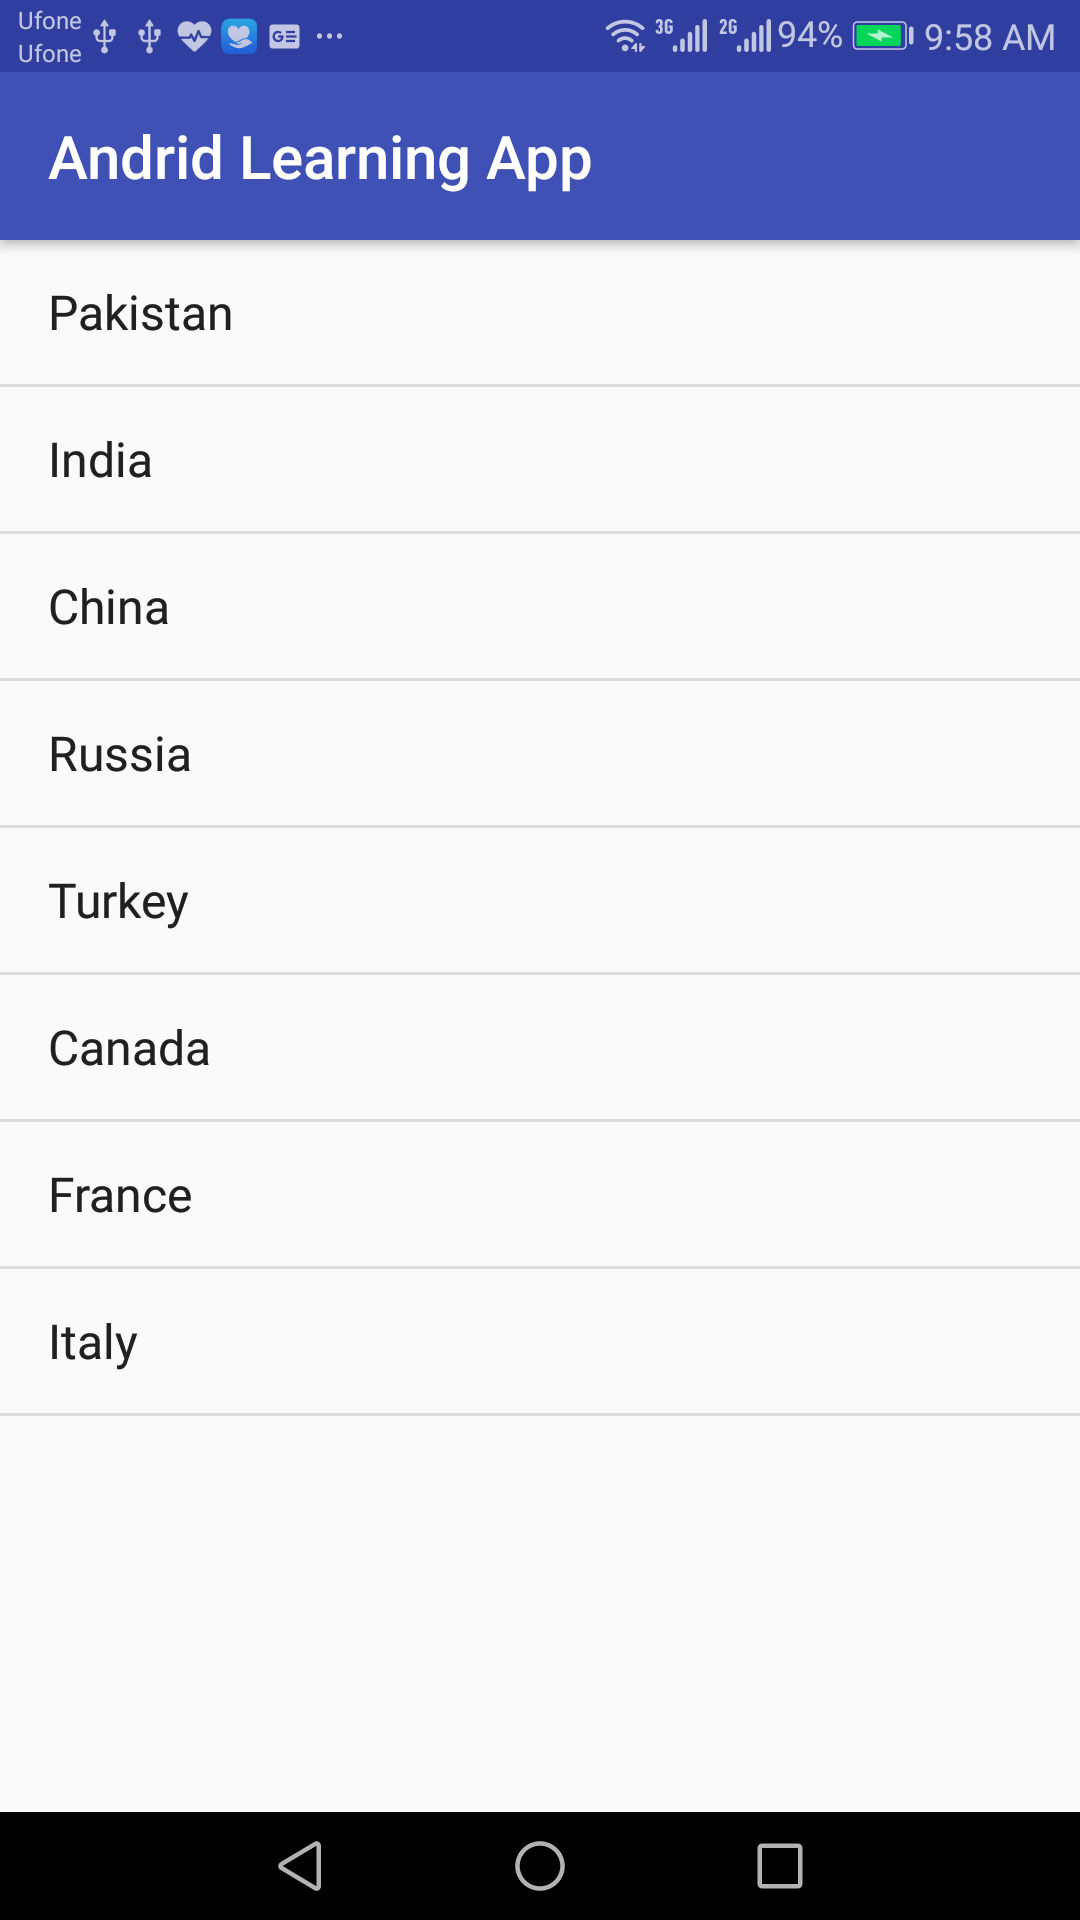 Ufone
Ufone
3G 2G 94% 9:58 AM
GE
Andrid Learning App
Pakistan
India
China
Russia
Turkey
Canada
France
Italy